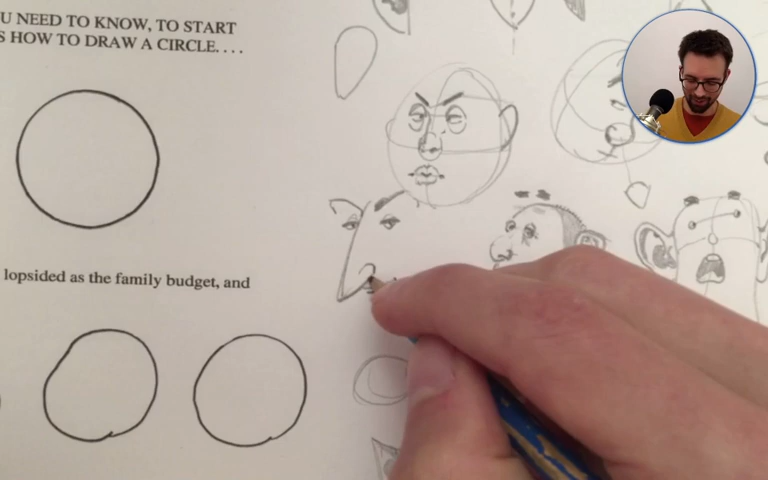 U NEED TO KNOW, TO START
S HOW TO DRAW A CIRCLE. . . .
lopsided as the family budget, and